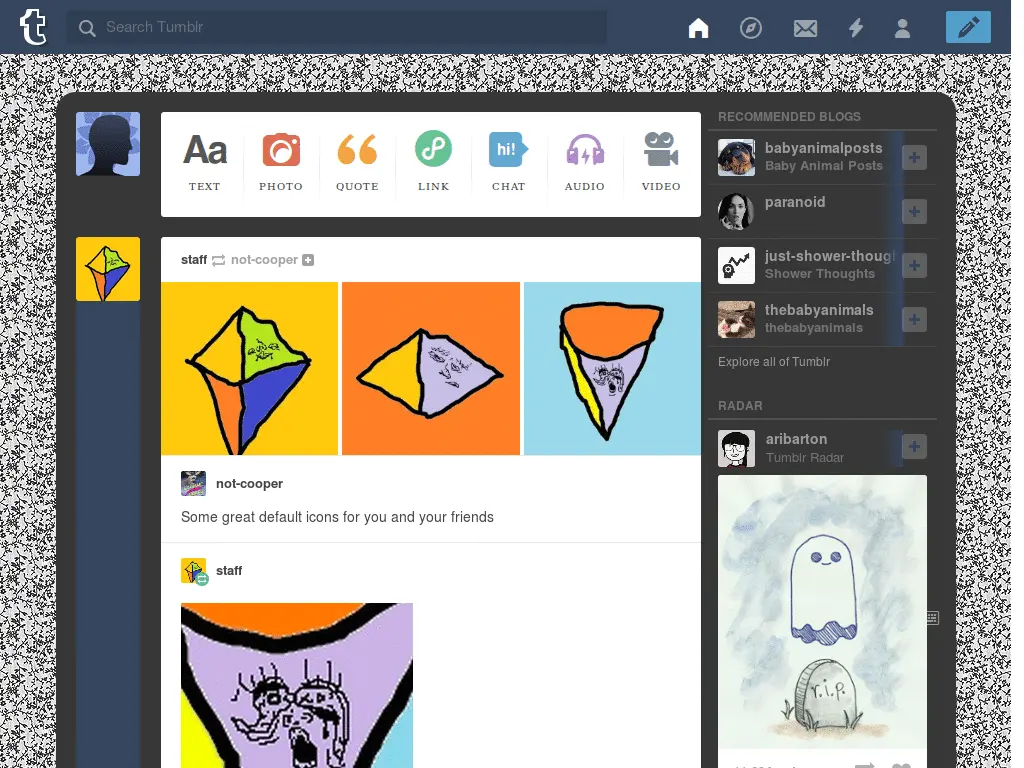 Search Tumblr
Aa
hi!
TEXT
PHOTO
QUOTE
LINK
CHAT
AUDIO
VIDEO
staff not-cooper
not-cooper
Some great default icons for you and your friends
staff
RECOMMENDED BLOGS
babyanimalposts
Baby Animal Posts
paranoid
just-shower-though
Shower Thoughts
thebabyanimals
thebabyanimals
Explore all of Tumblr
RADAR
aribarton
Tumblr Radar
r.i.p.